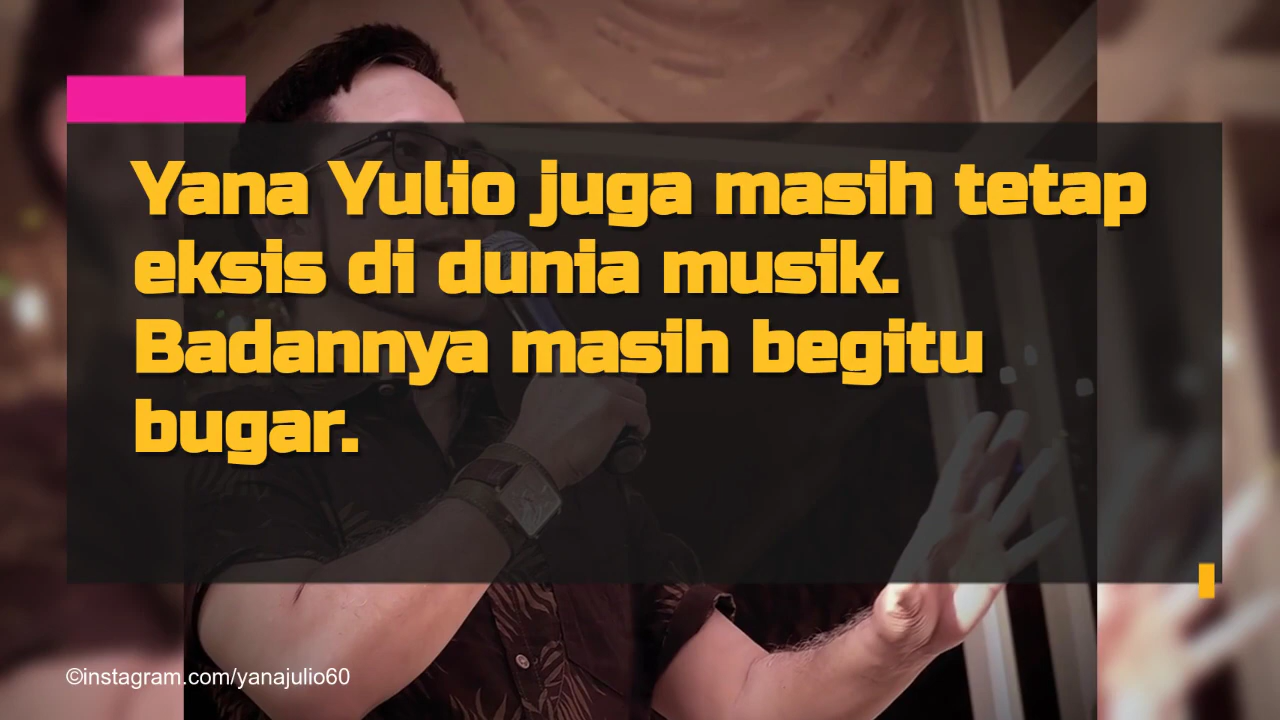 Yana Yulio juga masih tetap
eksis di dunia musik.
Badannya masih begitu
bugar.
©instagram.com/yanajulio60